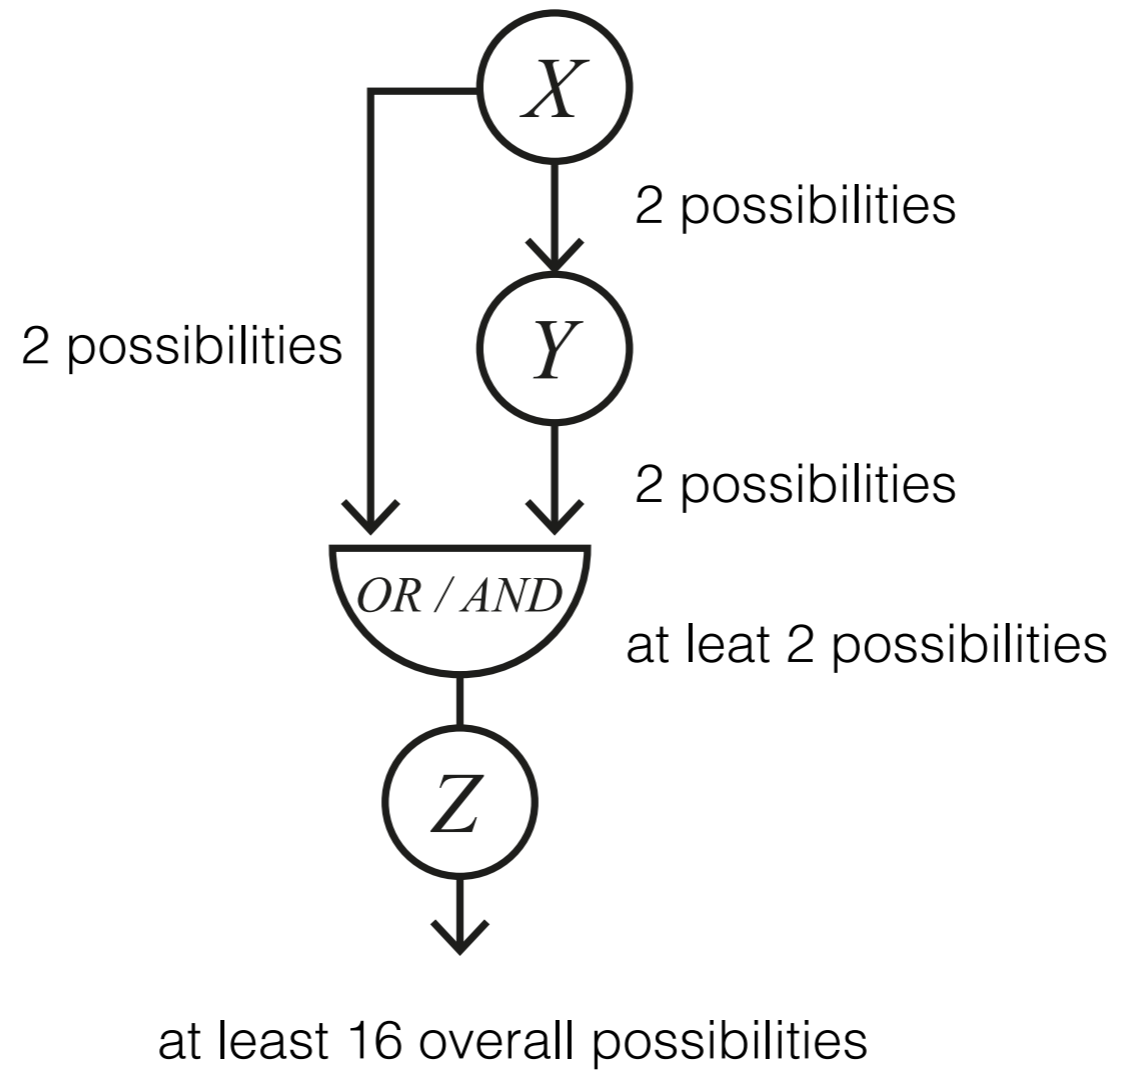 X
2 possibilities
Y
2 possibilities
2 possibilities
OR / AND
at leat 2 possibilities
Z
at least 16 overall possibilities